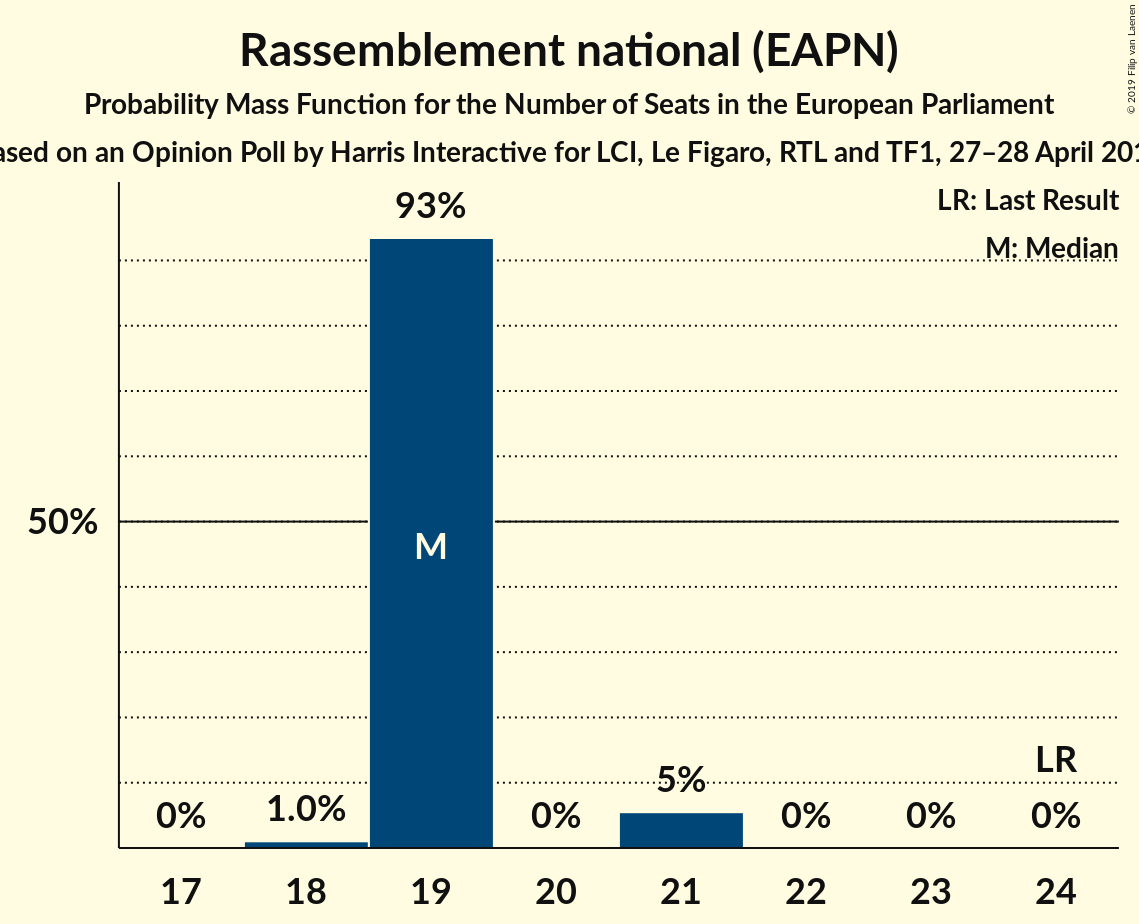 Rassemblement national (EAPN)
Probability Mass Function for the Number of Seats in the European Parliament
on an Opinion Poll by Harris Interactive for LCI, Le Figaro, RTL and TF1, 27–28 April
© 2019 Filip van Laenen
LR: Last Result
M: Median
93%
50%
M
LR
5%
0% 1.0% 0% 0% 0% 0%
17 18 19 20 21 22 23 24